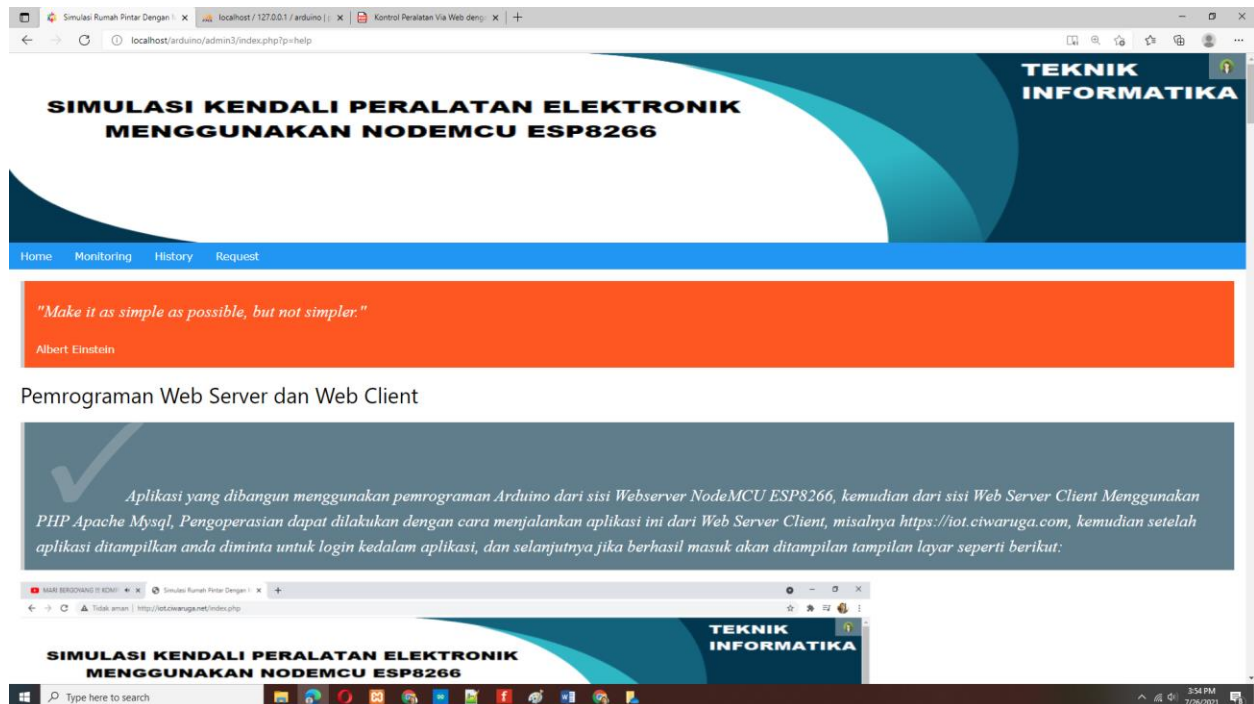 Simulasi Rumah Pintar Dengan
localhost / 127.0.0.1 / arduino |
Kontrol Peralatan Via Web deng
localhost/arduino/admin3/index.php?p=help
TEKNIK
INFORMATIKA
SIMULASI KENDALI PERALATAN ELEKTRONIK
MENGGUNAKAN NODEMCU ESP8266
Home Monitoring History Request
"Make it as simple as possible, but not simpler."
Albert Einstein
Pemrograman Web Server dan Web Client
Aplikasi yang dibangun menggunakan pemrograman Arduino dari sisi Webserver NodeMCU ESP8266, kemudian dari sisi Web Server Client Menggunakan
PHP Apache Mysql, Pengoperasian dapat dilakukan dengan cara menjalankan aplikasi ini dari Web Server Client, misalnya https://iot.ciwaruga.com, kemudian setelah
aplikasi ditampilkan anda diminta untuk login kedalam aplikasi, dan selanjutnya jika berhasil masuk akan ditampilan tampilan layar seperti berikut:
MARI BERGOYANG !!! Simulasi Rumah Pintar Dengan
Tidak aman | http://iot.ciwaruga.net/index.php
TEKNIK
INFORMATIKA
SIMULASI KENDALI PERALATAN ELEKTRONIK
MENGGUNAKAN NODEMCU ESP8266
Type here to search
3:54 PM
7/26/2021